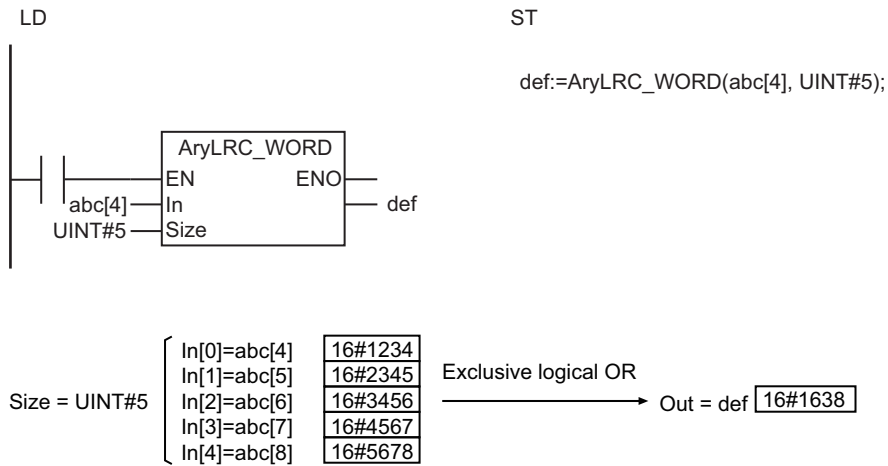 LD
ST
def:=AryLRC_WORD(abc[4], UINT#5);
AryLRC_WORD
EN ENO
abc[4] In def
UINT#5 Size
In[0]=abc[4] 16#1234
In[1]=abc[5] 16#2345
Size = UINT#5 In[2]=abc[6] 16#3456 Exclusive logical OR Out = def 16#1638
In[3]=abc[7] 16#4567
In[4]=abc[8] 16#5678